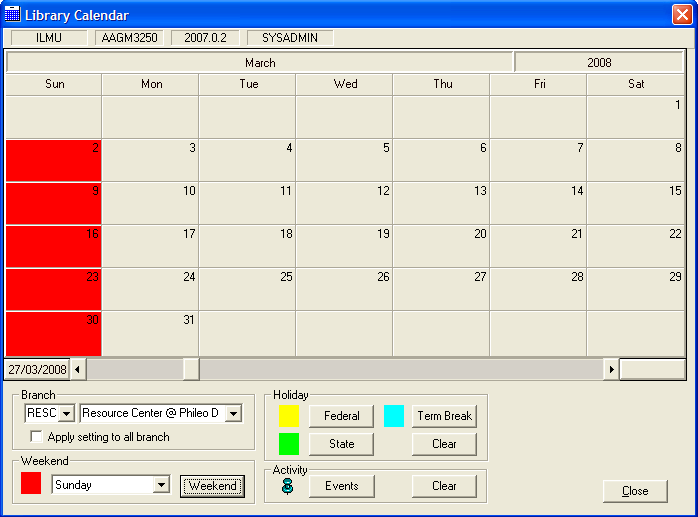 Library Calendar
ILMU AAGM3250 2007.0.2 SYSADMIN
March 2008
Sun Mon Tue Wed Thu Fri Sat
1
2 3 4 5 6 7 8
9 10 11 12 13 14 15
16 17 18 19 20 21 22
23 24 25 26 27 28 29
30 31
27/03/2008
Branch
RESC Resource Center @ Phileo D
Apply setting to all branch
Weekend
Sunday Weekend
Holiday
Federal Term Break
State Clear
Activity
Events Clear
Close